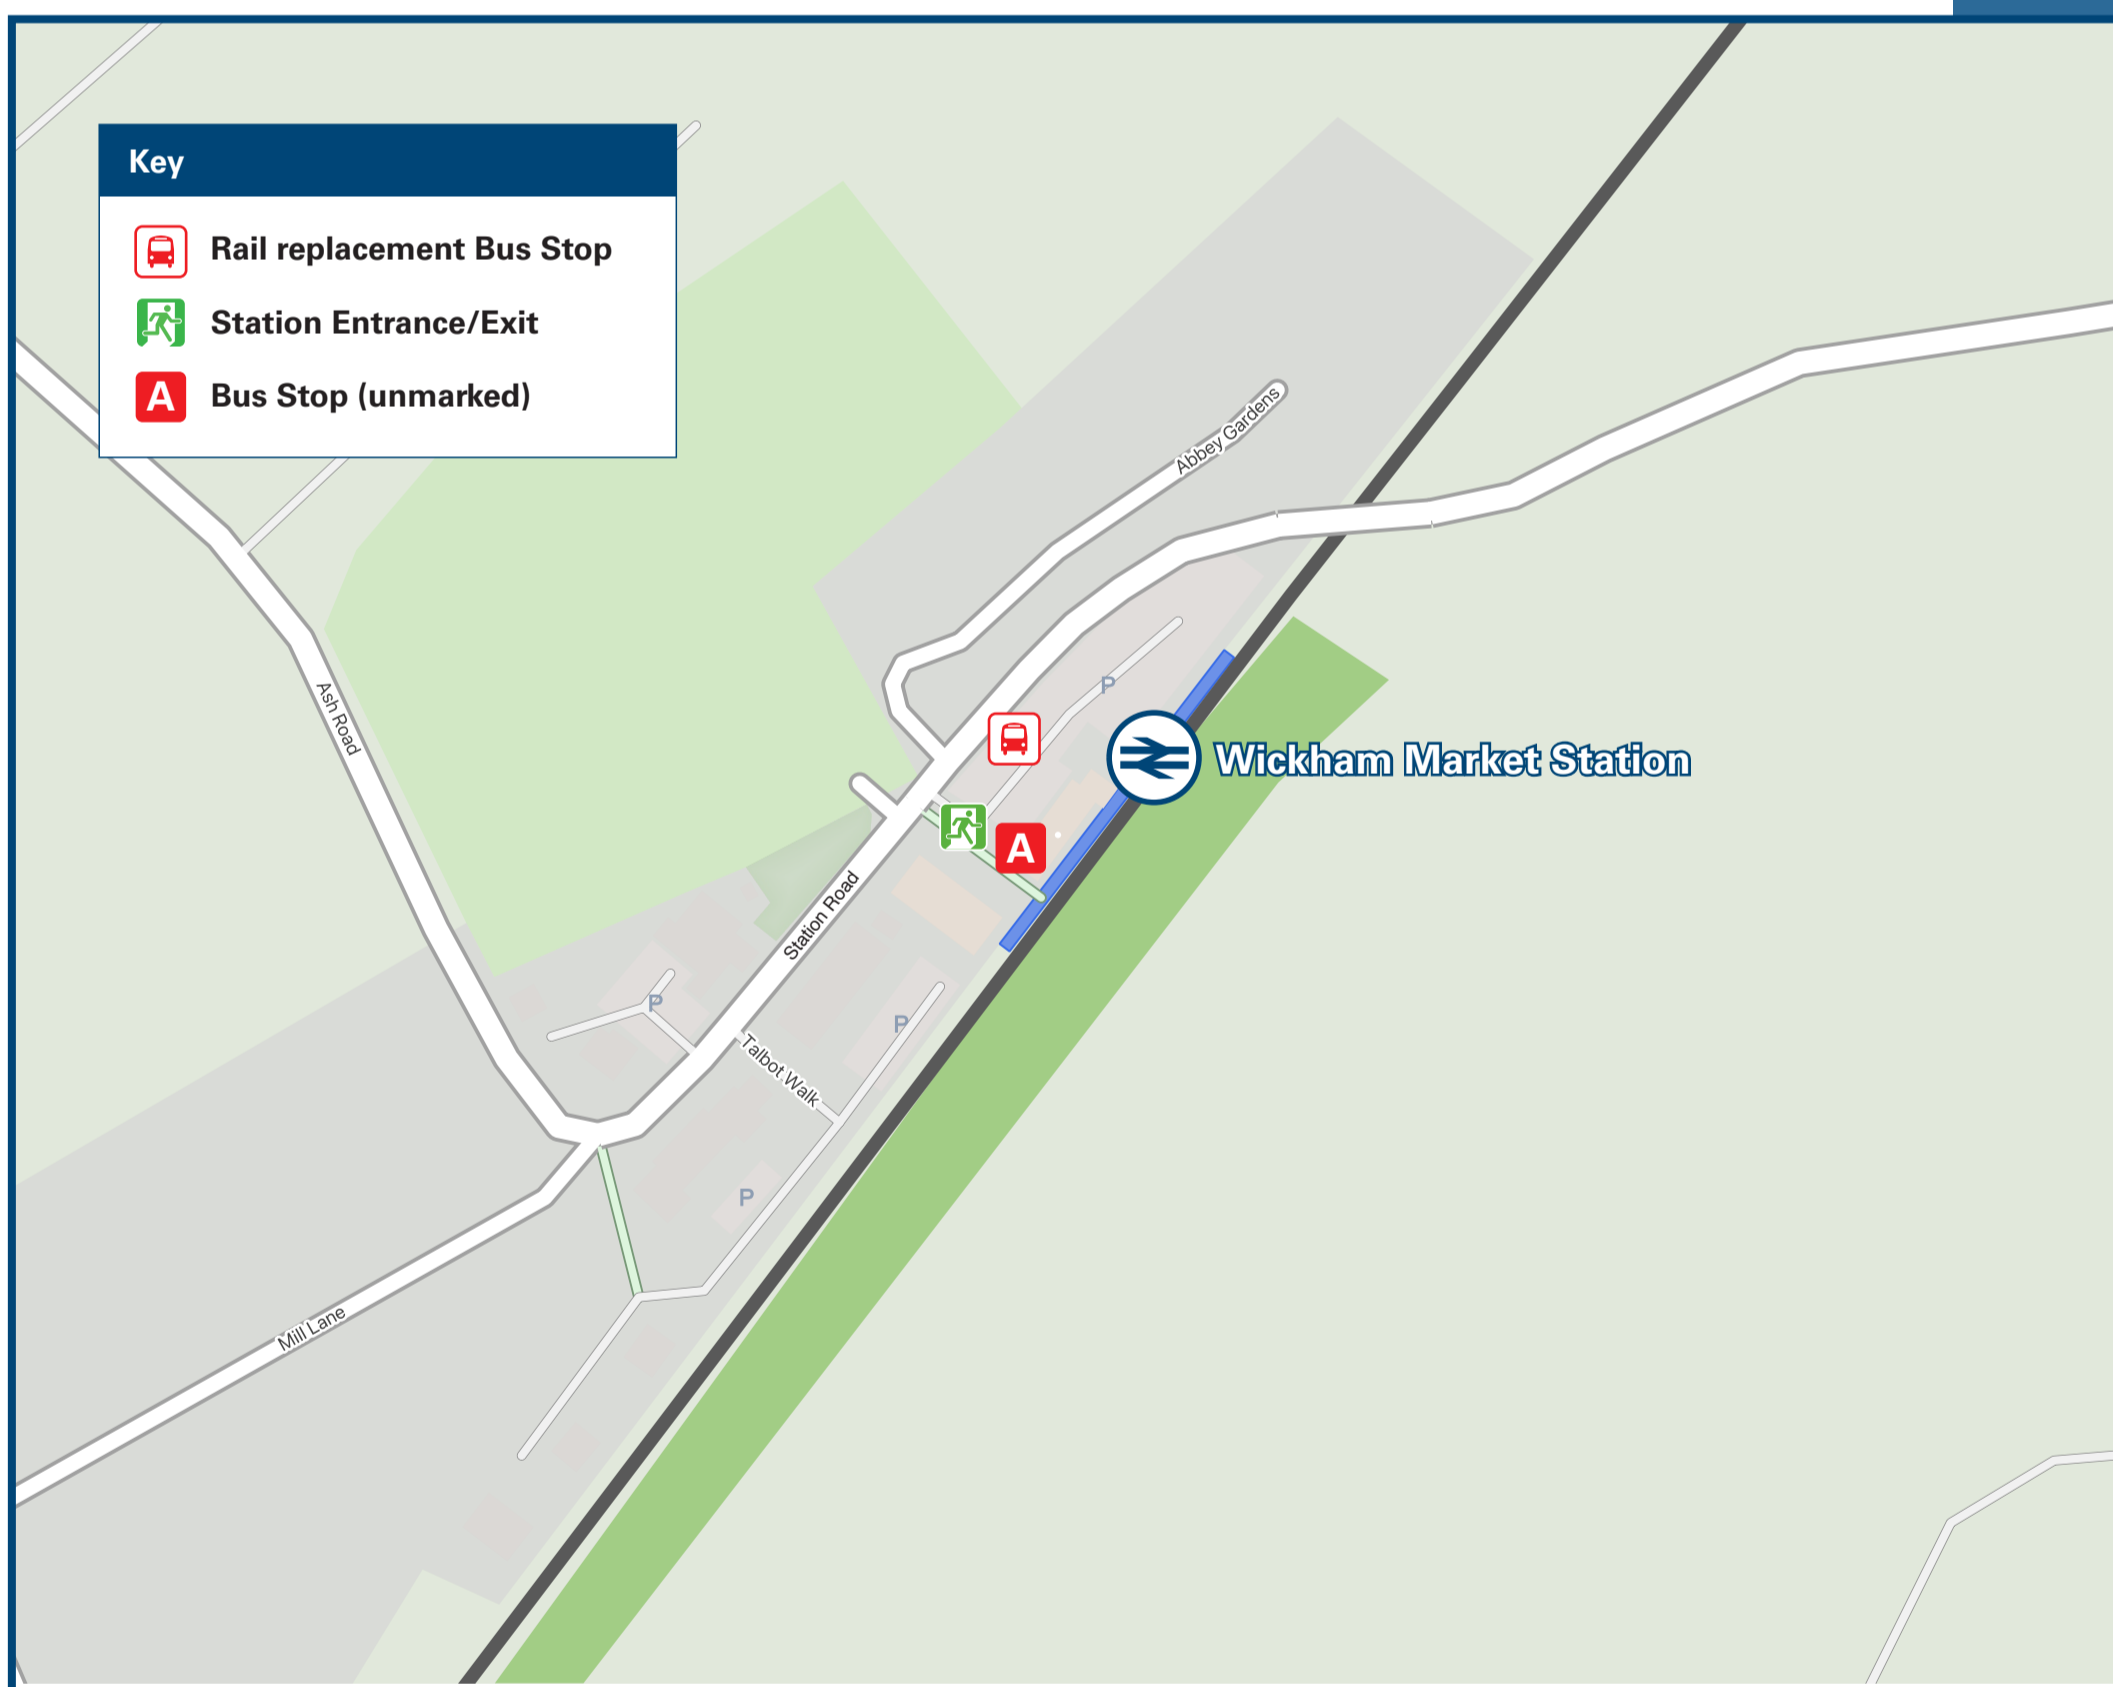 Key
Rail replacement Bus Stop
Station Entrance/Exit
A Bus Stop (unmarked)
Abbey Gardens
Ash Road
P
Wickham Market Station
A
Station Road
P
P
Talbot Walk
P
Mill Lane